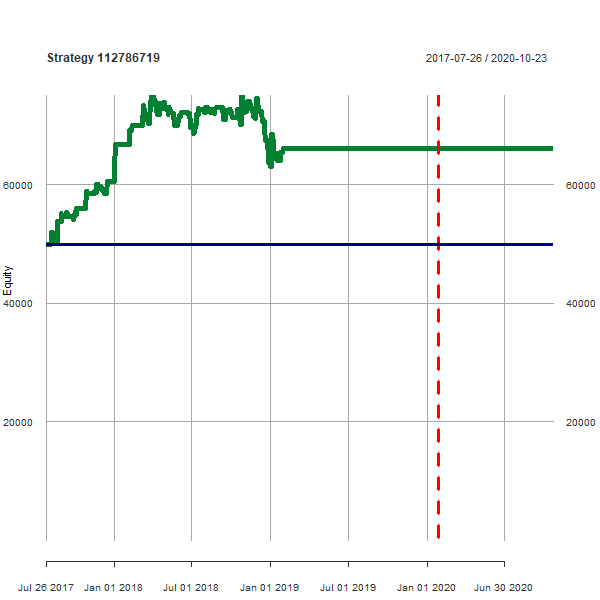 Strategy 112786719
2017-07-26 / 2020-10-23
60000
60000
Equity
40000
40000
20000
20000
Jul 26 2017
Jan 01 2018
Jul 01 2018
Jan 01 2019
Jul 01 2019
Jan 01 2020
Jun 30 2020